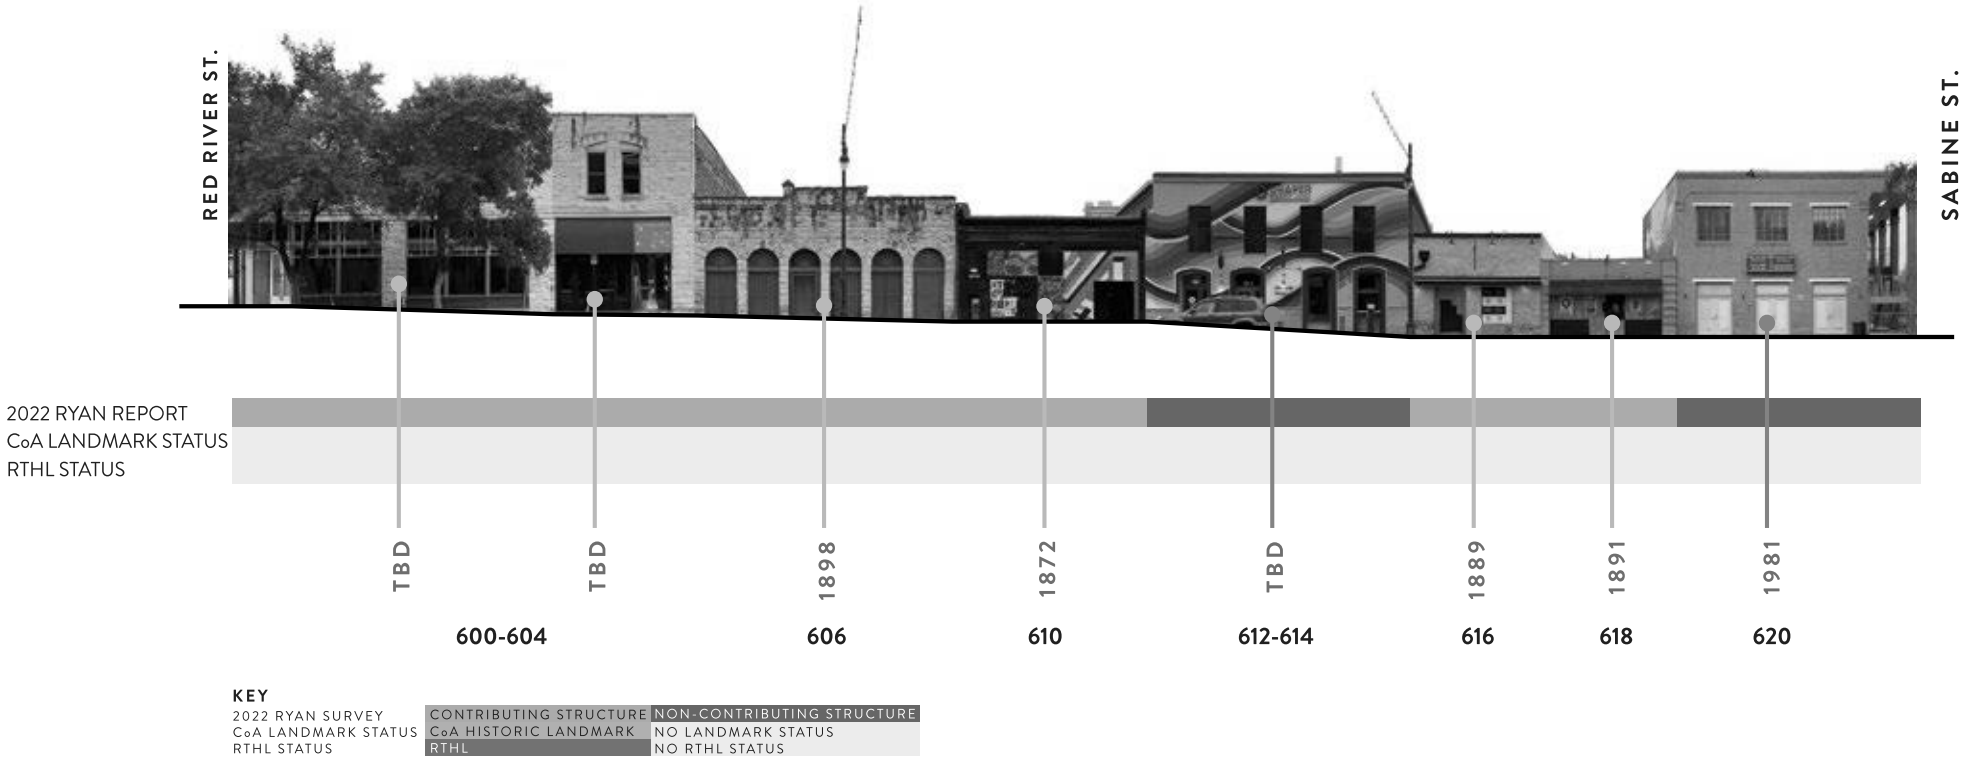 RED RIVER ST.
SABINE ST.
2022 RYAN REPORT
CoA LANDMARK STATUS
RTHL STATUS
TBD
TBD
1898
1872
TBD
1889
1891
1981
600-604
606
610
612-614
616
618
620
KEY
2022 RYAN SURVEY CONTRIBUTING STRUCTURE NON-CONTRIBUTING STRUCTURE
CoA LANDMARK STATUS CoA HISTORIC LANDMARK NO LANDMARK STATUS
RTHL STATUS RTHL NO RTHL STATUS